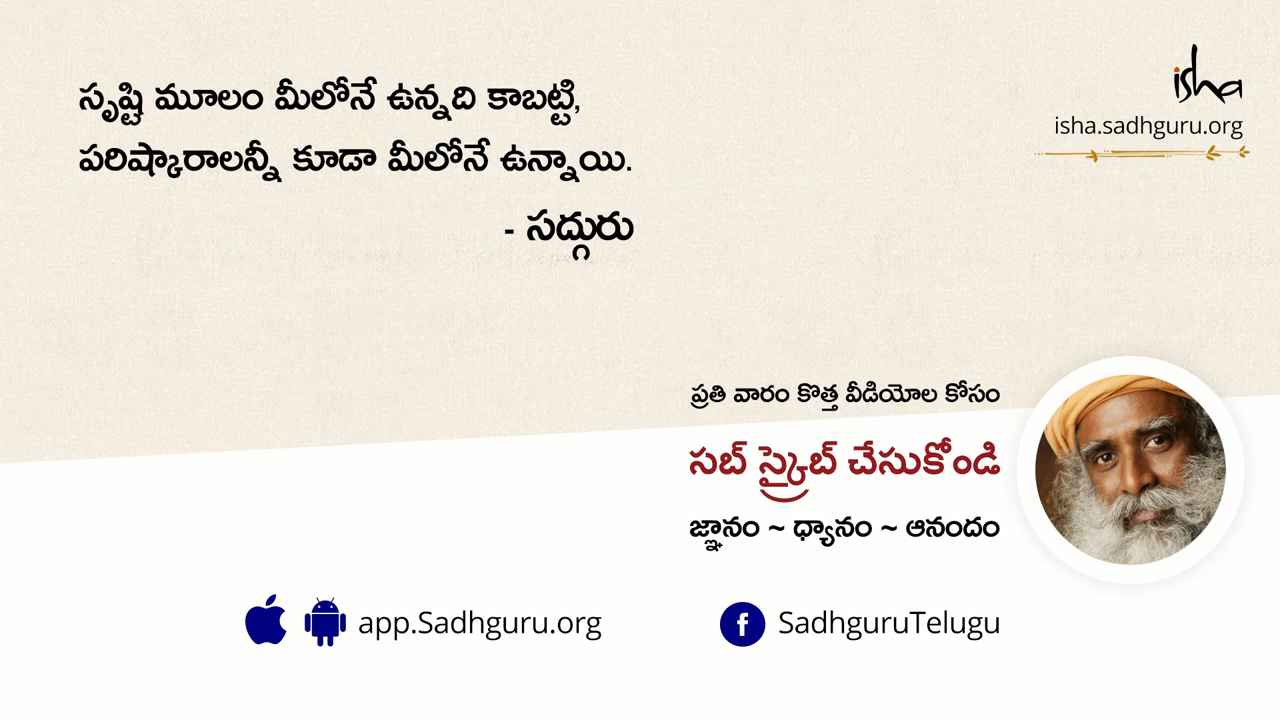 సృష్టి మూలం మీలోనే ఉన్నది కాబట్టి,
పరిష్కారాలన్నీ కూడా మీలోనే ఉన్నాయి.
- సద్గురు
isha
isha.sadhguru.org
ప్రతి వారం కొత్త వీడియోల కోసం
సబ్ స్క్రైబ్ చేసుకోండి
జ్ఞానం ~ ధ్యానం ~ ఆనందం
app.Sadhguru.org
f SadhguruTelugu